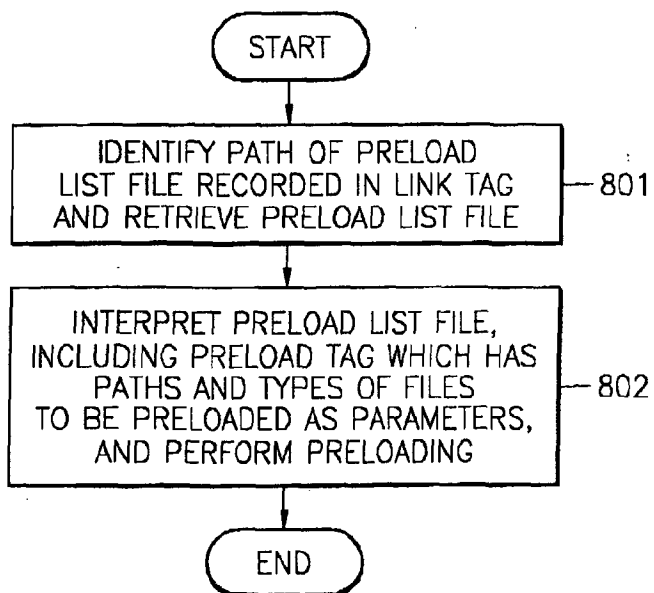 START
IDENTIFY PATH OF PRELOAD
LIST FILE RECORDED IN LINK TAG
AND RETRIEVE PRELOAD LIST FILE
801
INTERPRET PRELOAD LIST FILE,
INCLUDING PRELOAD TAG WHICH HAS
PATHS AND TYPES OF FILES
TO BE PRELOADED AS PARAMETERS,
AND PERFORM PRELOADING
802
END